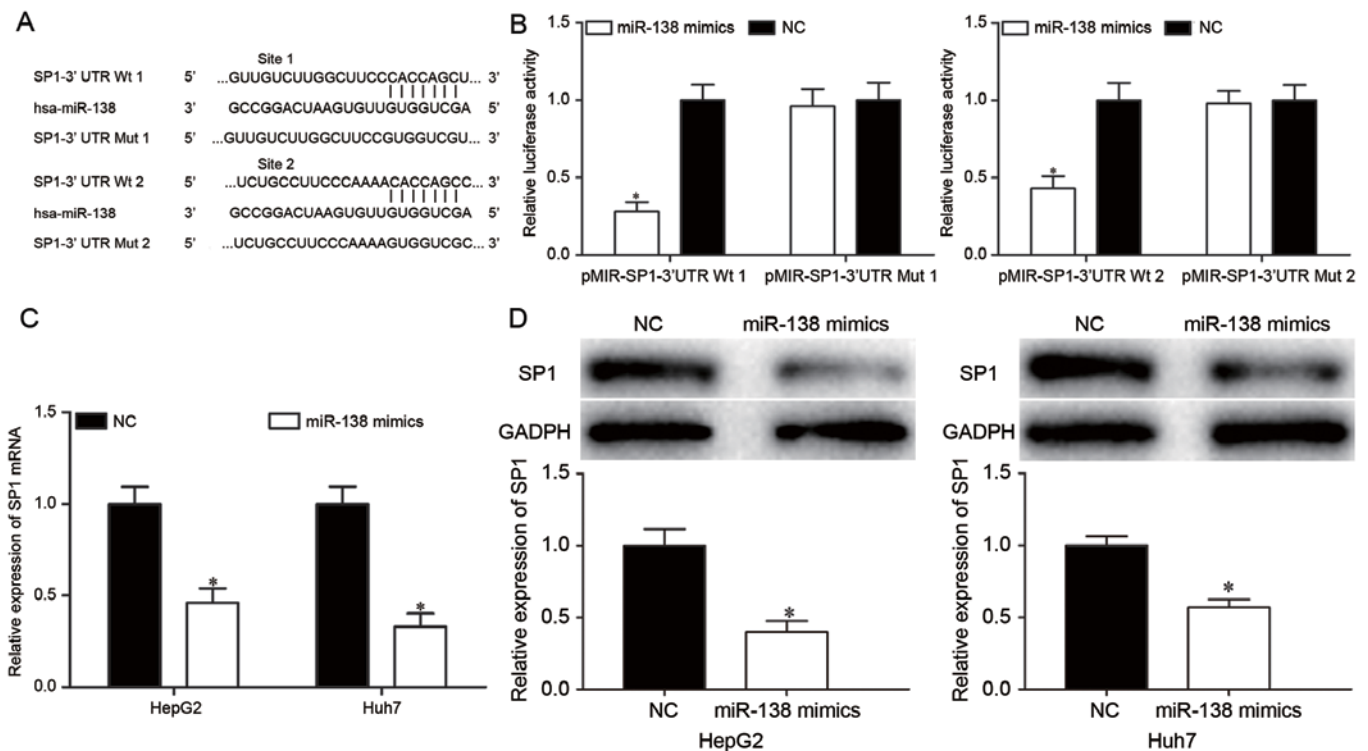 A
Site 1
SP1-3' UTR Wt 1 5' ...GUUGUCUUGGCUUCCCACCAGCU... 3'
hsa-miR-138 3' GCCGGACUAAGUGUUGUGGUCGA 5'
SP1-3' UTR Mut 1 5' ...GUUGUCUUGGCUUCCGUGGUCGU... 3'
Site 2
SP1-3' UTR Wt 2 5' ...UCUGCCUUCCCAAAACACCAGCC... 3'
hsa-miR-138 3' GCCGGACUAAGUGUUGUGGUCGA 5'
SP1-3' UTR Mut 2 5' ...UCUGCCUUCCCAAAAGUGGUCGC... 3'
B
miR-138 mimics NC
Relative luciferase activity
1.5
1.0
0.5
0.0
*
pMIR-SP1-3'UTR Wt 1 pMIR-SP1-3'UTR Mut 1
miR-138 mimics NC
Relative luciferase activity
1.5
1.0
0.5
0.0
*
pMIR-SP1-3'UTR Wt 2 pMIR-SP1-3'UTR Mut 2
C
Relative expression of SP1 mRNA
NC miR-138 mimics
1.5
1.0
0.5
0.0
* *
HepG2 Huh7
D
NC miR-138 mimics
SP1
GADPH
Relative expression of SP1
1.5
1.0
0.5
0.0
*
NC miR-138 mimics
HepG2
NC miR-138 mimics
SP1
GADPH
Relative expression of SP1
1.5
1.0
0.5
0.0
*
NC miR-138 mimics
Huh7